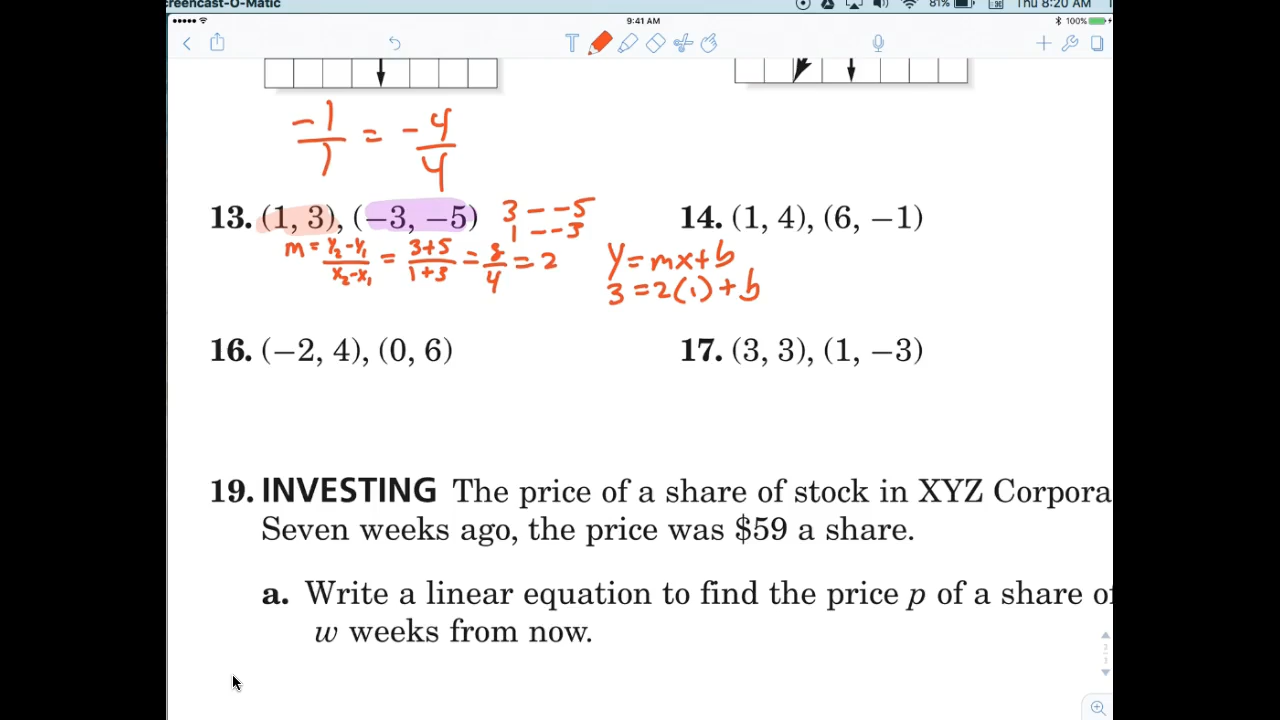 creencast-O-Matic
81%
Thu 8:20 AM
9:41 AM
100%
T
-1/1 = -4/4
13. (1, 3), (−3, −5)
3 - -5
1 - -3
m = y₂-y₁/x₂-x₁ = 3+5/1+3 = 8/4 = 2
14. (1, 4), (6, −1)
y = mx + b
3 = 2(1) + b
16. (−2, 4), (0, 6)
17. (3, 3), (1, −3)
19. INVESTING The price of a share of stock in XYZ Corpora
Seven weeks ago, the price was $59 a share.
a. Write a linear equation to find the price p of a share of
w weeks from now.